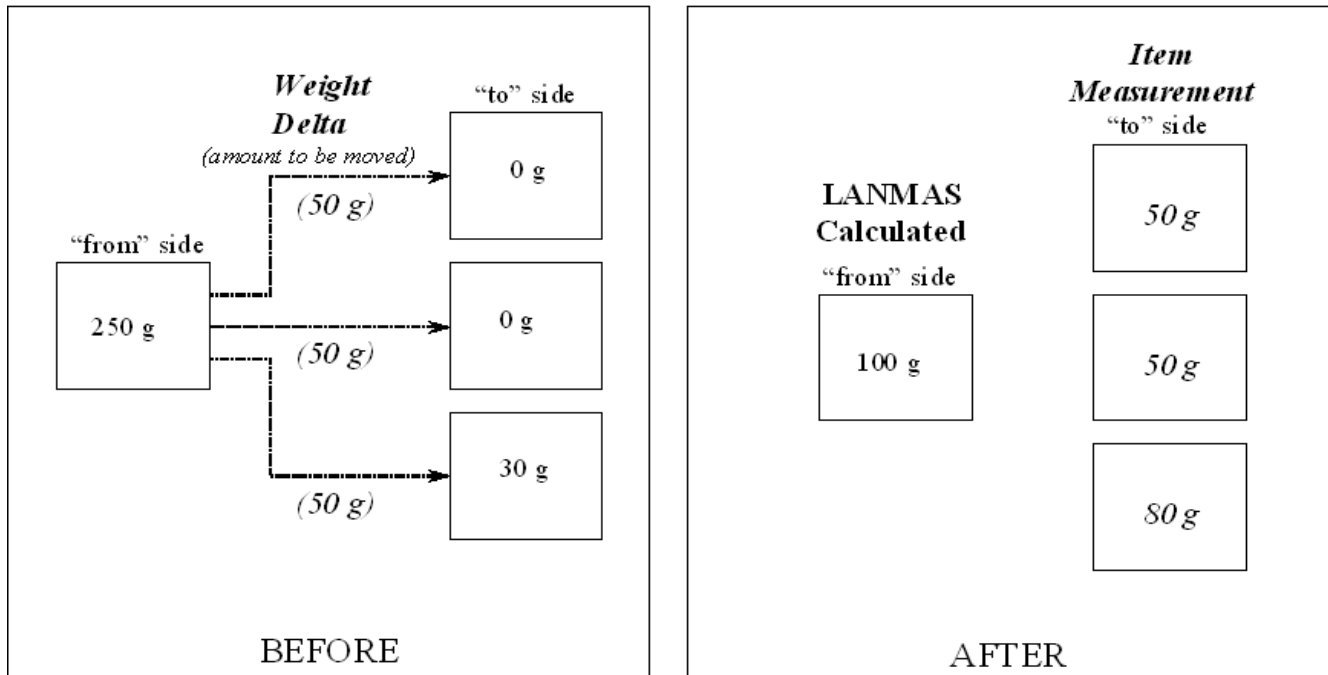 Weight
Delta
(amount to be moved)
"to" side
0 g
(50 g)
"from" side
250 g
0 g
(50 g)
30 g
(50 g)
BEFORE
Item
Measurement
"to" side
50 g
LANMAS
Calculated
"from" side
100 g
50 g
80 g
AFTER